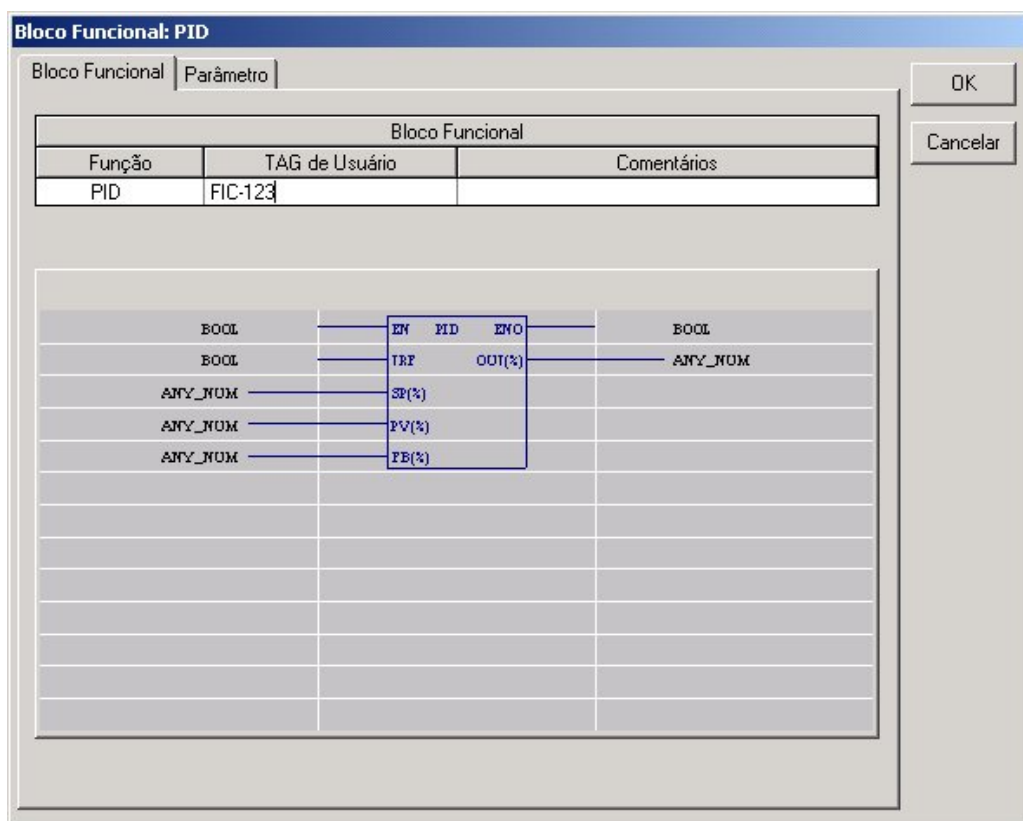 Bloco Funcional: PID
Bloco Funcional Parâmetro
OK
Cancelar
Bloco Funcional
Função TAG de Usuário Comentários
PID FIC-123
BOOL EN PID ENO BOOL
BOOL TRF OUT(%) ANY_NUM
ANY_NUM SP(%)
ANY_NUM PV(%)
ANY_NUM FB(%)